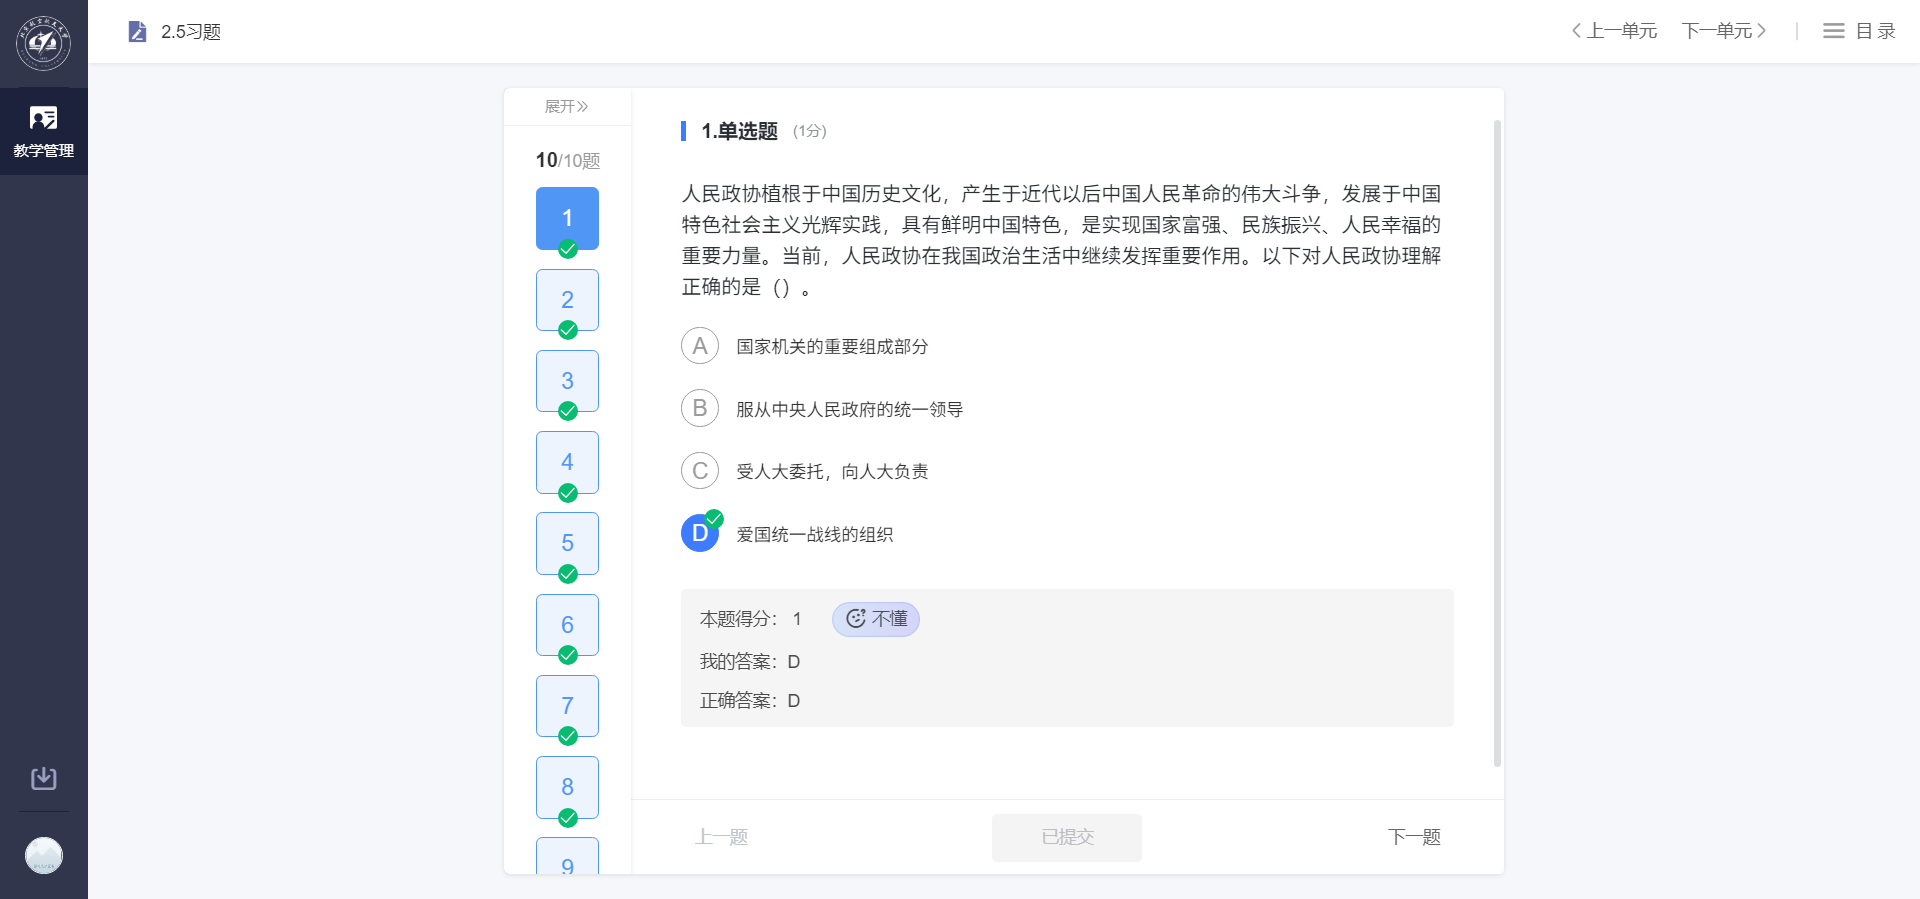 2.5习题
上一单元
下一单元
目录
教学管理
展开
10/10题
1
2
3
4
5
6
7
8
9
1.单选题 (1分)
人民政协植根于中国历史文化，产生于近代以后中国人民革命的伟大斗争，发展于中国
特色社会主义光辉实践，具有鲜明中国特色，是实现国家富强、民族振兴、人民幸福的
重要力量。当前，人民政协在我国政治生活中继续发挥重要作用。以下对人民政协理解
正确的是（）。
A 国家机关的重要组成部分
B 服从中央人民政府的统一领导
C 受人大委托，向人大负责
D 爱国统一战线的组织
本题得分： 1 不懂
我的答案：D
正确答案：D
上一题
已提交
下一题